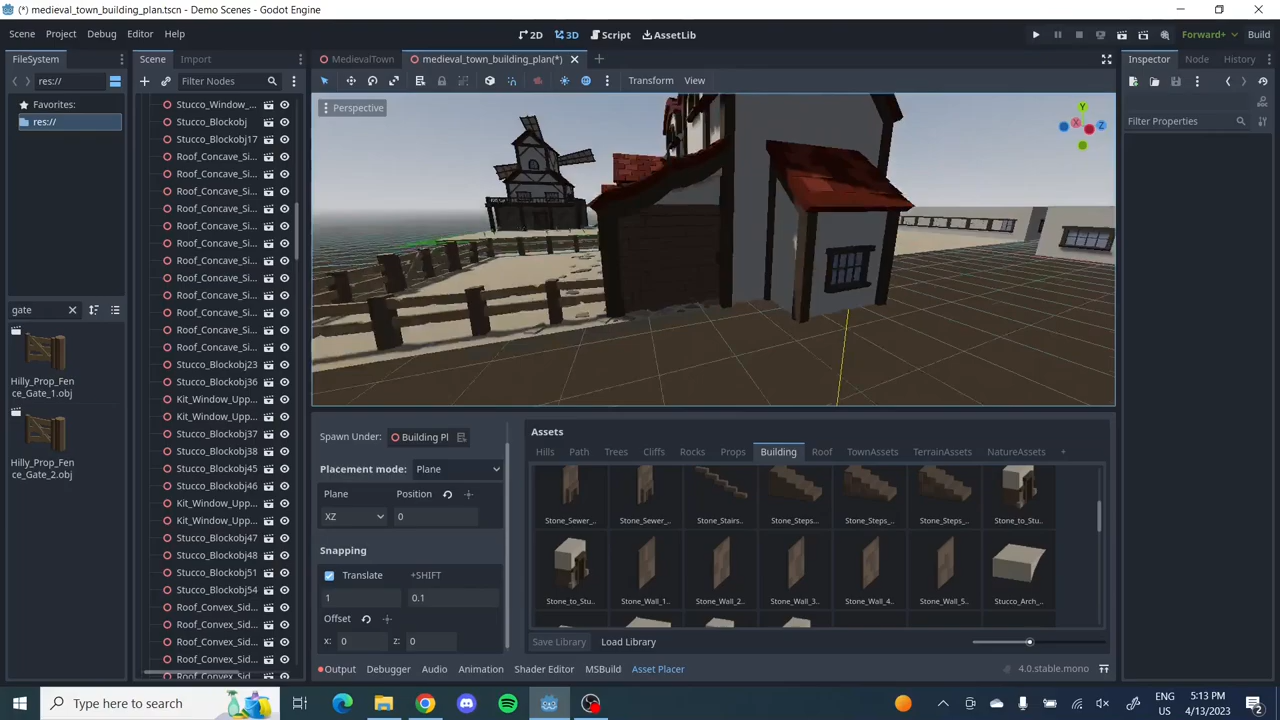 (*) medieval_town_building_plan.tscn - Demo Scenes - Godot Engine
Scene Project Debug Editor Help
2D 3D Script AssetLib
Forward+ Build
FileSystem
Scene Import
MedievalTown medieval_town_building_plan(*)
Inspector Node History
res://
Filter Nodes
Transform View
Favorites:
res://
Perspective
Y
X
Z
Filter Properties
Stucco_Window_...
Stucco_Blockobj
Stucco_Blockobj17
Roof_Concave_Si...
Roof_Concave_Si...
Roof_Concave_Si...
Roof_Concave_Si...
Roof_Concave_Si...
Roof_Concave_Si...
Roof_Concave_Si...
Roof_Concave_Si...
Roof_Concave_Si...
Roof_Concave_Si...
Roof_Concave_Si...
Roof_Concave_Si...
Stucco_Blockobj23
Stucco_Blockobj36
Kit_Window_Upp...
Kit_Window_Upp...
Stucco_Blockobj37
Stucco_Blockobj38
Stucco_Blockobj45
Stucco_Blockobj46
Kit_Window_Upp...
Kit_Window_Upp...
Stucco_Blockobj47
Stucco_Blockobj48
Stucco_Blockobj51
Stucco_Blockobj54
Roof_Convex_Sid...
Roof_Convex_Sid...
Roof_Convex_Sid...
Roof_Convex_Sid...
gate
Hilly_Prop_Fen
ce_Gate_1.obj
Hilly_Prop_Fen
ce_Gate_2.obj
Spawn Under: Building Pl
Placement mode: Plane
Plane Position
XZ 0
Snapping
Translate +SHIFT
1 0.1
Offset
x: 0 z: 0
Assets
Hills Path Trees Cliffs Rocks Props Building Roof TownAssets TerrainAssets NatureAssets +
Stone_Sewer_.. Stone_Sewer_.. Stone_Stairs.. Stone_Steps... Stone_Steps_.. Stone_Steps_.. Stone_to_Stu..
Stone_to_Stu.. Stone_Wall_1.. Stone_Wall_2.. Stone_Wall_3.. Stone_Wall_4.. Stone_Wall_5.. Stucco_Arch_..
Save Library Load Library
Output Debugger Audio Animation Shader Editor MSBuild Asset Placer
4.0.stable.mono
Type here to search
ENG
US
5:13 PM
4/13/2023
2